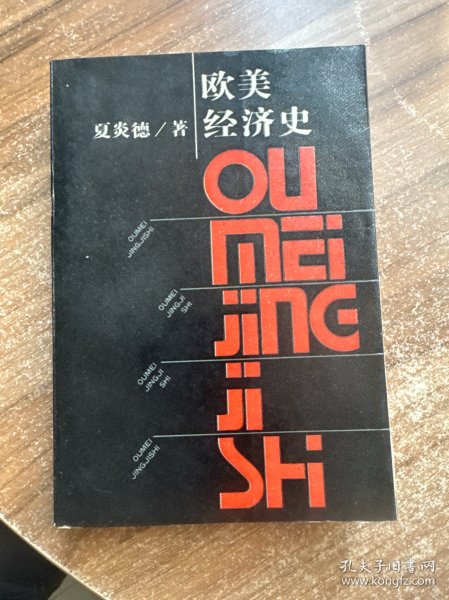 欧美
经济史
夏炎德/著
OU
MEI
JING
JI
SHI
OUMEI
JINGJISHI
OUMEI
JINGJI
SHI
OUMEI
JINGJI
SHI
OUMEI
JINGJISHI
孔夫子旧书网
www.kongfz.com